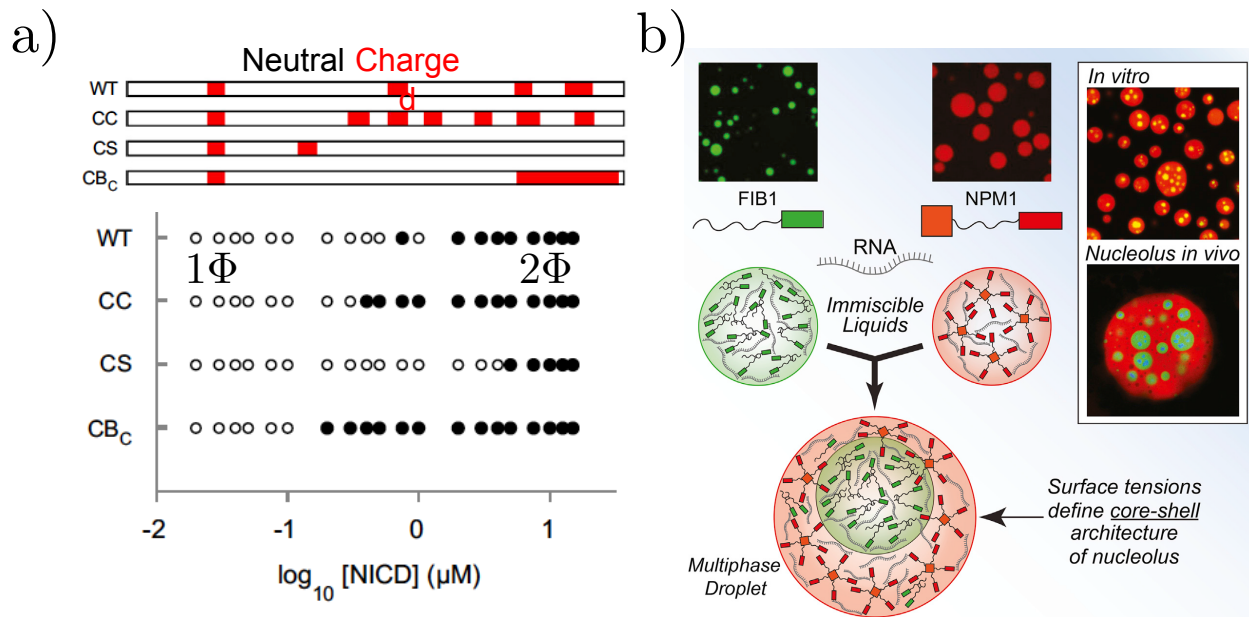 a)
Neutral Charge
d
WT
CC
CS
CB_C
WT
1Φ 2Φ
CC
CS
CB_C
-2 -1 0 1
log₁₀ [NICD] (μM)
b)
In vitro
FIB1
NPM1
RNA
Nucleolus in vivo
Immiscible
Liquids
Surface tensions
define core-shell
architecture
of nucleolus
Multiphase
Droplet